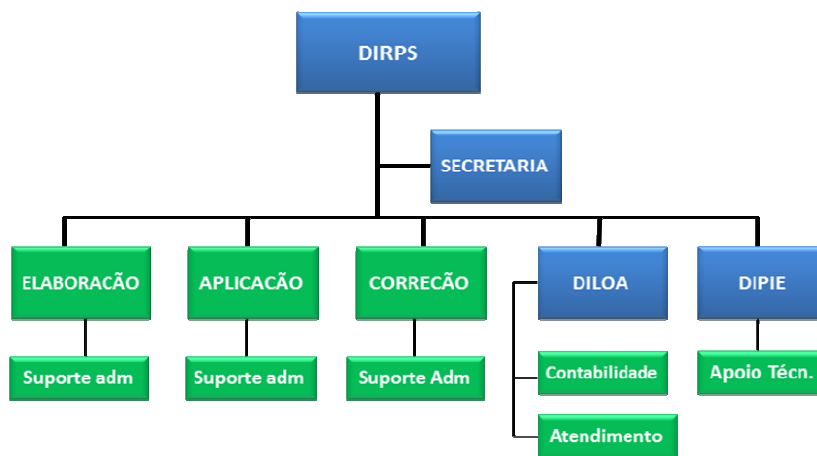 DIRPS
SECRETARIA
ELABORACÃO
APLICACÃO
CORRECÃO
DILOA
DIPIE
Suporte adm
Suporte adm
Suporte Adm
Contabilidade
Apoio Técn.
Atendimento